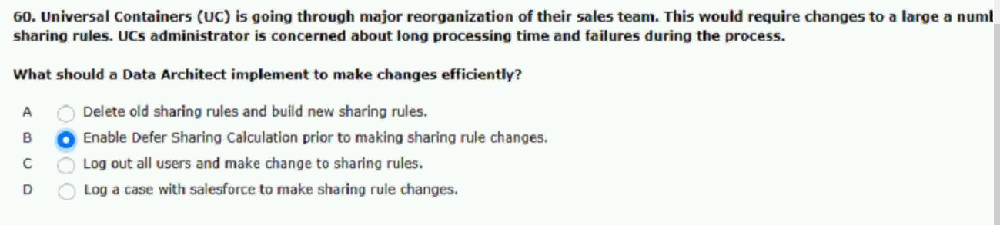 60. Universal Containers (UC) is going through major reorganization of their sales team. This would require changes to a large a
sharing rules. UCs administrator is concerned about long processing time and failures during the process.
What should a Data Architect implement to make changes efficiently?
A Delete old sharing rules and build new sharing rules.
B Enable Defer Sharing Calculation prior to making sharing rule changes.
C Log out all users and make change to sharing rules.
D Log a case with salesforce to make sharing rule changes.